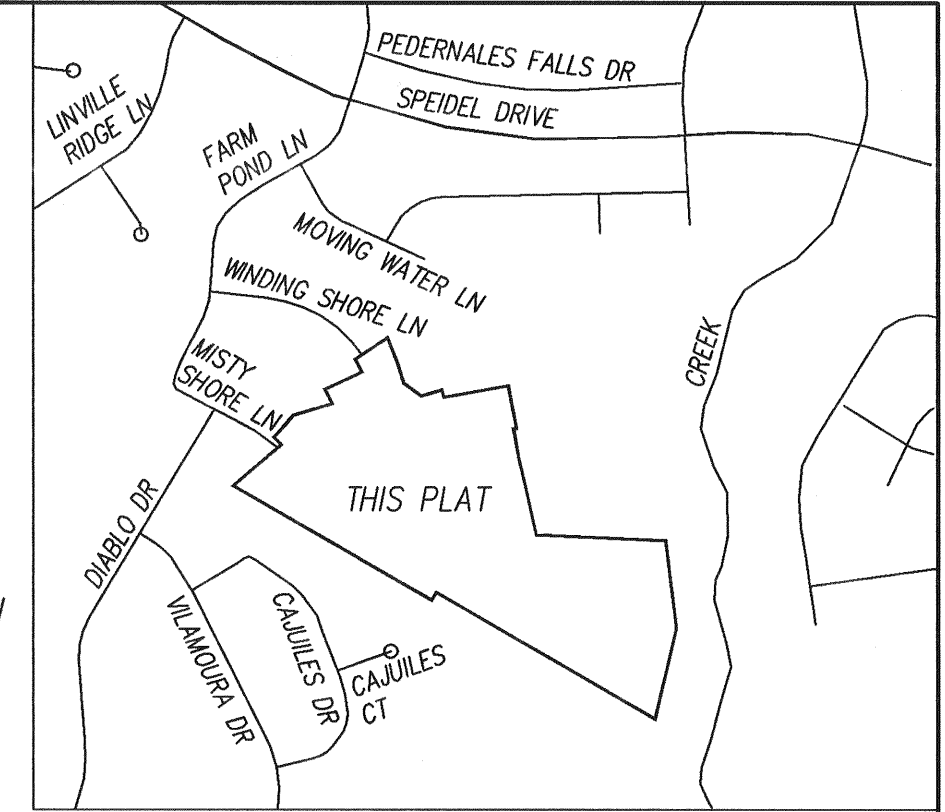 PEDERNALES FALLS DR
SPEIDEL DRIVE
LINVILLE
RIDGE LN
FARM
POND LN
MOVING WATER LN
WINDING SHORE LN
MISTY
SHORE LN
CREEK
THIS PLAT
DIABLO DR
VILAMOURA DR
CAJUILES DR
CAJUILES
CT